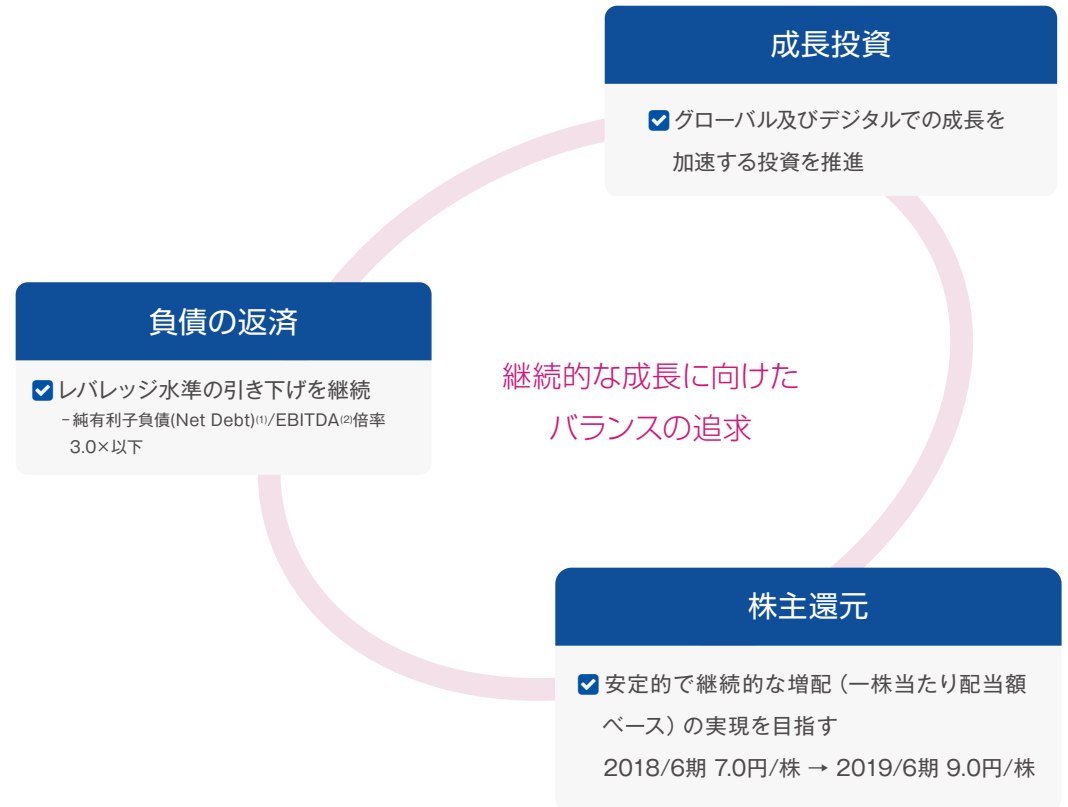 成長投資
グローバル及びデジタルでの成長を
加速する投資を推進
負債の返済
レバレッジ水準の引き下げを継続
−純有利子負債(Net Debt)⁽¹⁾/EBITDA⁽²⁾倍率
3.0×以下
継続的な成長に向けた
バランスの追求
株主還元
安定的で継続的な増配（一株当たり配当額
ベース）の実現を目指す
2018/6期 7.0円/株 → 2019/6期 9.0円/株